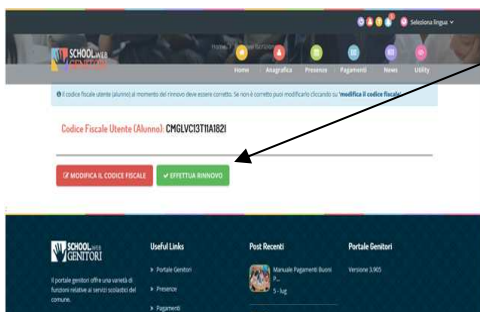 Seleziona lingua
SCHOOL.WEB
GENITORI
Home
Home Anagrafica Presenze Pagamenti News Utility
Il codice fiscale utente (alunno) al momento del rinnovo deve essere corretto. Se non è corretto puoi modificarlo cliccando su "modifica il codice fiscale"
Codice Fiscale Utente (Alunno): CMGLVC13T11A182I
MODIFICA IL CODICE FISCALE
EFFETTUA RINNOVO
SCHOOL.WEB
GENITORI
Il portale genitori offre una varietà di
funzioni relative ai servizi scolastici del
comune.
Useful Links
Portale Genitori
Presenze
Pagamenti
Post Recenti
Manuale Pagamenti Buoni
P...
5 - lug
Portale Genitori
Versione 3.905